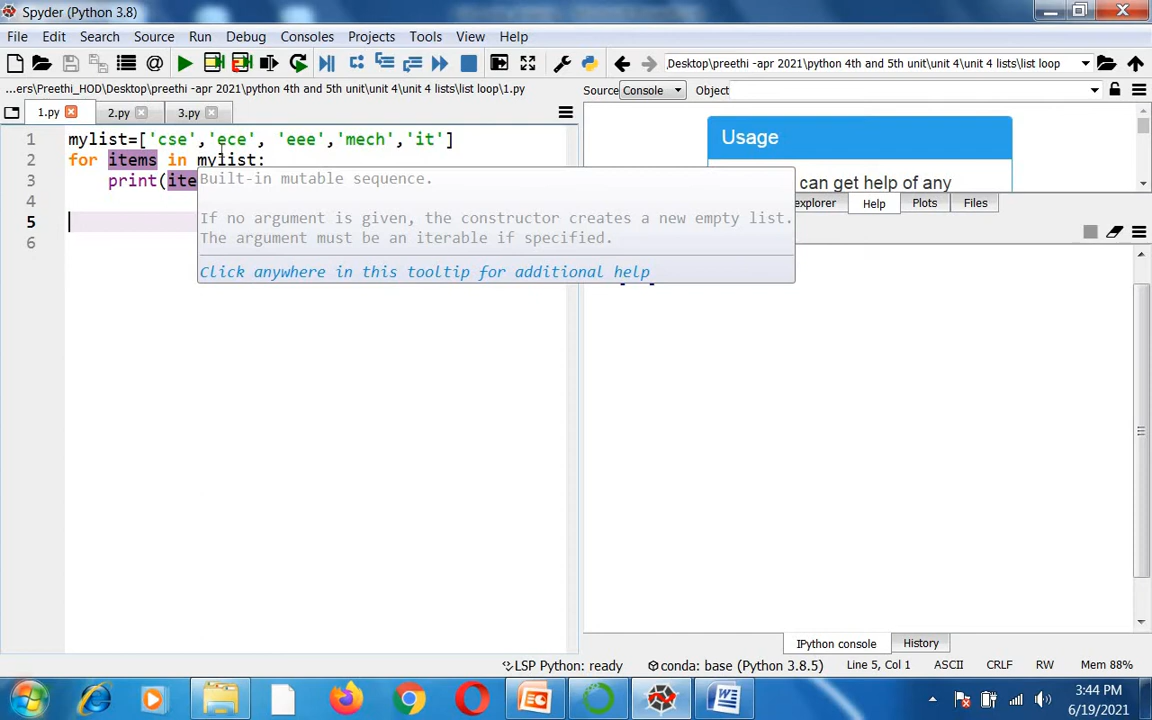 Spyder (Python 3.8)
File Edit Search Source Run Debug Consoles Projects Tools View Help
,Desktop\preethi -apr 2021\python 4th and 5th unit\unit 4\unit 4 lists\list loop
...ers\Preethi_HOD\Desktop\preethi -apr 2021\python 4th and 5th unit\unit 4\unit 4 lists\list loop\1.py
Source Console Object
1.py 2.py 3.py
1 mylist=['cse','ece', 'eee','mech','it']
2 for items in mylist:
3 print(ite
4
5
6
Built-in mutable sequence.
If no argument is given, the constructor creates a new empty list.
The argument must be an iterable if specified.
Click anywhere in this tooltip for additional help
Usage
can get help of any
xplorer Help Plots Files
IPython console History
LSP Python: ready conda: base (Python 3.8.5) Line 5, Col 1 ASCII CRLF RW Mem 88%
3:44 PM
6/19/2021